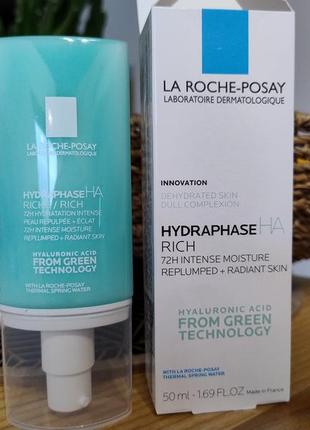 LA ROCHE-POSAY
LABORATOIRE DERMATOLOGIQUE
HYDRAPHASE HA
RICHE / RICH
72H HYDRATATION INTENSE
PEAU REPULPÉE + ÉCLAT
72H INTENSE MOISTURE
REPLUMPED + RADIANT SKIN
HYALURONIC ACID
FROM GREEN
TECHNOLOGY
WITH LA ROCHE-POSAY
THERMAL SPRING WATER
LA ROCHE-POSAY
LABORATOIRE DERMATOLOGIQUE
INNOVATION
DEHYDRATED SKIN
DULL COMPLEXION
HYDRAPHASE HA
RICH
72H INTENSE MOISTURE
REPLUMPED + RADIANT SKIN
HYALURONIC ACID
FROM GREEN
TECHNOLOGY
WITH LA ROCHE-POSAY
THERMAL SPRING WATER
50 ml - 1.69 FL.OZ Made in France